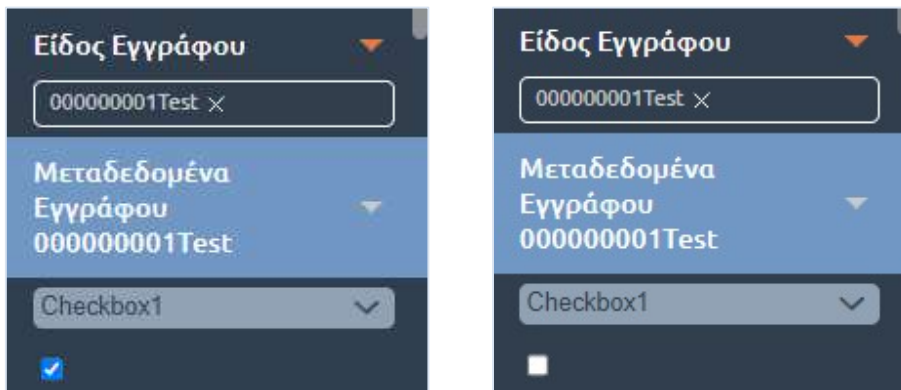 Είδος Εγγράφου
000000001Test ×
Μεταδεδομένα
Εγγράφου
000000001Test
Checkbox1
Είδος Εγγράφου
000000001Test ×
Μεταδεδομένα
Εγγράφου
000000001Test
Checkbox1